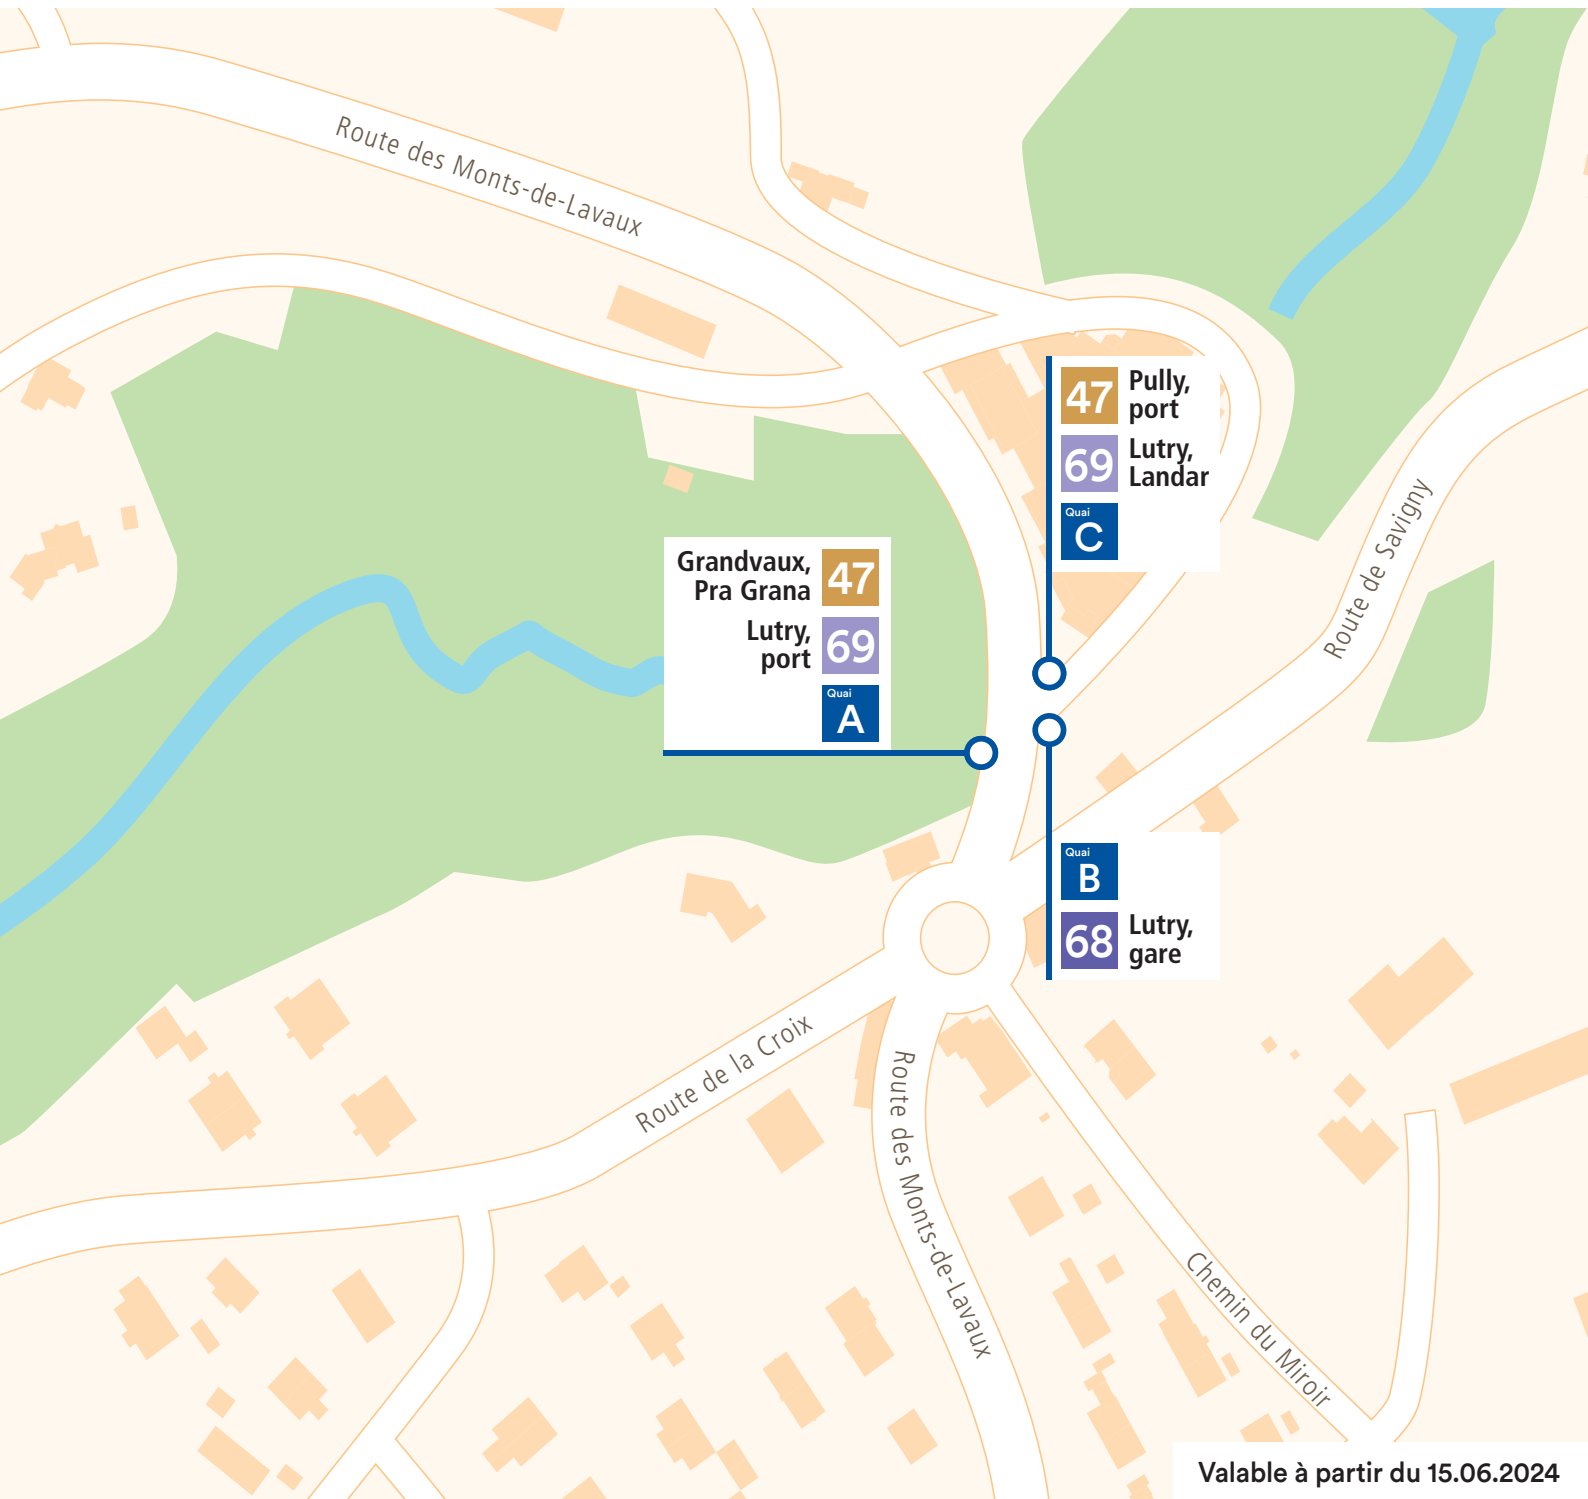 Route des Monts-de-Lavaux
47 Pully,
port
69 Lutry,
Landar
Quai
C
Route de Savigny
Grandvaux,
Pra Grana 47
Lutry,
port 69
Quai
A
Quai
B
68 Lutry,
gare
Route de la Croix
Route des Monts-de-Lavaux
Chemin du Miroir
Valable à partir du 15.06.2024